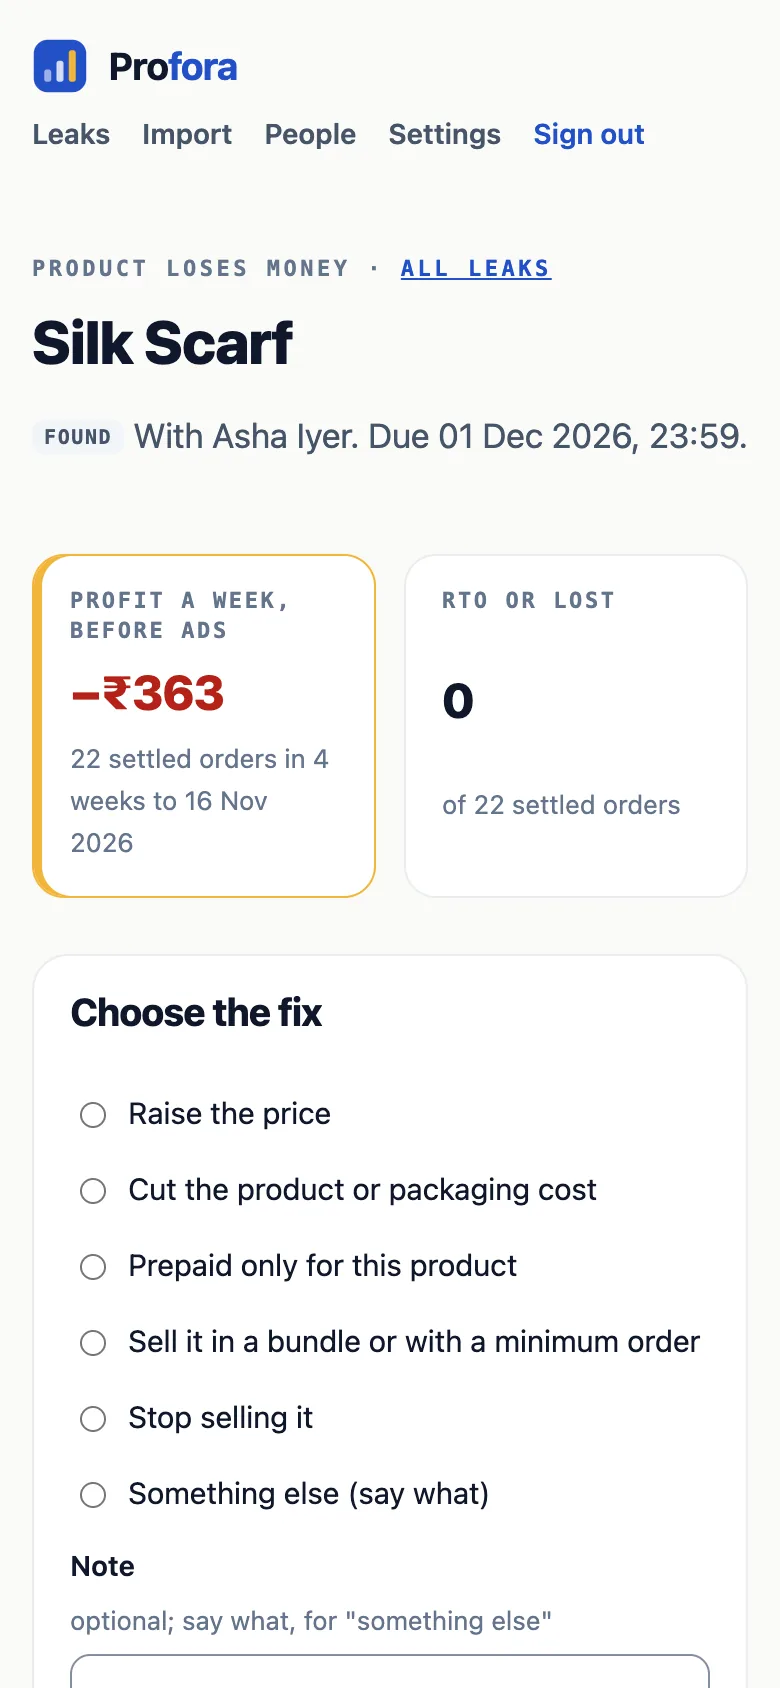 Profora
Leaks Import People Settings Sign out
PRODUCT LOSES MONEY · ALL LEAKS
Silk Scarf
FOUND With Asha Iyer. Due 01 Dec 2026, 23:59.
PROFIT A WEEK,
BEFORE ADS
−₹363
22 settled orders in 4
weeks to 16 Nov
2026
RTO OR LOST
0
of 22 settled orders
Choose the fix
Raise the price
Cut the product or packaging cost
Prepaid only for this product
Sell it in a bundle or with a minimum order
Stop selling it
Something else (say what)
Note
optional; say what, for "something else"